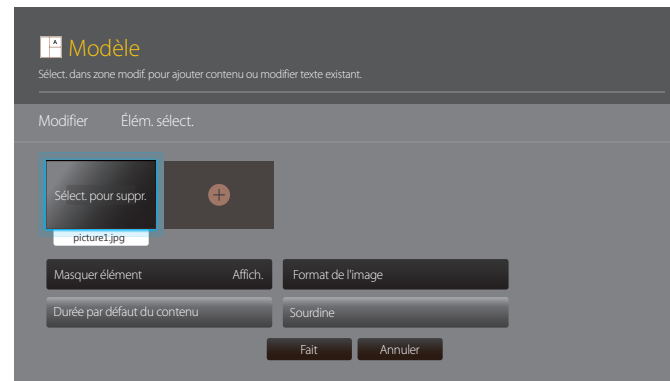 A
Modèle
Sélect. dans zone modif. pour ajouter contenu ou modifier texte existant.
Modifier Élém. sélect.
Sélect. pour suppr.
picture1.jpg
Masquer élément Affich. Format de l'image
Durée par défaut du contenu Sourdine
Fait Annuler